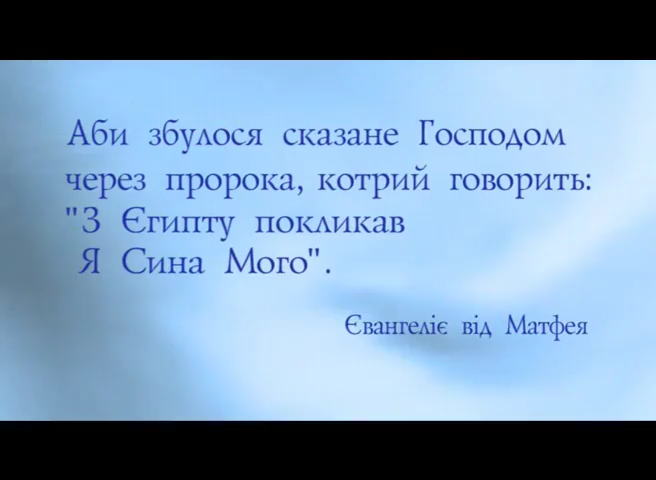 Аби збулося сказане Господом
через пророка, котрий говорить:
"З Єгипту покликав
Я Сина Мого".
Євангеліє від Матфея